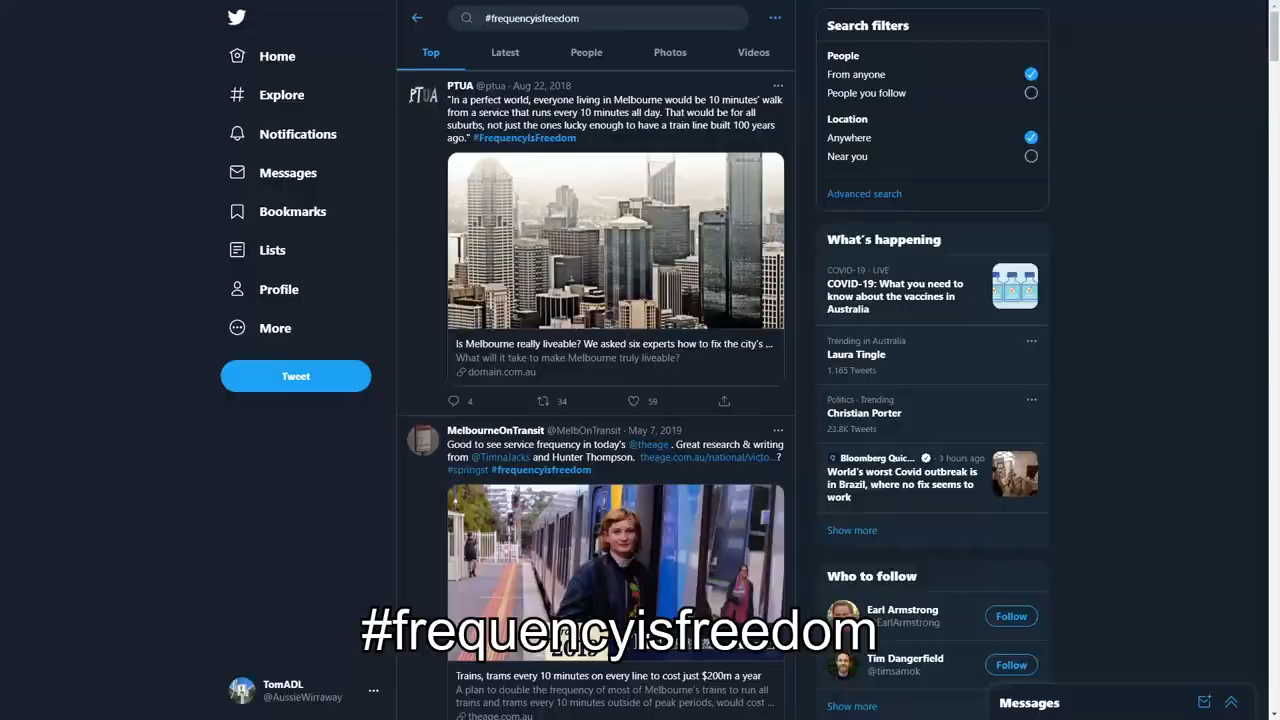 Home
Explore
Notifications
Messages
Bookmarks
Lists
Profile
More
Tweet
TomADL
@AussieWirraway
#frequencyisfreedom
Top
Latest
People
Photos
Videos
PTUA
PTUA @ptua · Aug 22, 2018
"In a perfect world, everyone living in Melbourne would be 10 minutes' walk
from a service that runs every 10 minutes all day. That would be for all
suburbs, not just the ones lucky enough to have a train line built 100 years
ago." #FrequencyIsFreedom
Is Melbourne really liveable? We asked six experts how to fix the city's ...
What will it take to make Melbourne truly liveable?
domain.com.au
4
34
59
MelbourneOnTransit @MelbOnTransit · May 7, 2019
Good to see service frequency in today's @theage . Great research & writing
from @TimnaJacks and Hunter Thompson. theage.com.au/national/victo... ?
#springst #frequencyisfreedom
#frequencyisfreedom
Trains, trams every 10 minutes on every line to cost just $200m a year
A plan to double the frequency of most of Melbourne's trains to run all
trains and trams every 10 minutes outside of peak periods, would cost ...
theage.com.au
Search filters
People
From anyone
People you follow
Location
Anywhere
Near you
Advanced search
What's happening
COVID-19 · LIVE
COVID-19: What you need to
know about the vaccines in
Australia
Trending in Australia
Laura Tingle
1,165 Tweets
Politics · Trending
Christian Porter
23.8K Tweets
Bloomberg Quic... · 3 hours ago
World's worst Covid outbreak is
in Brazil, where no fix seems to
work
Show more
Who to follow
Earl Armstrong
@EarlArmstrong
Follow
Tim Dangerfield
@timsamok
Follow
Show more
Messages